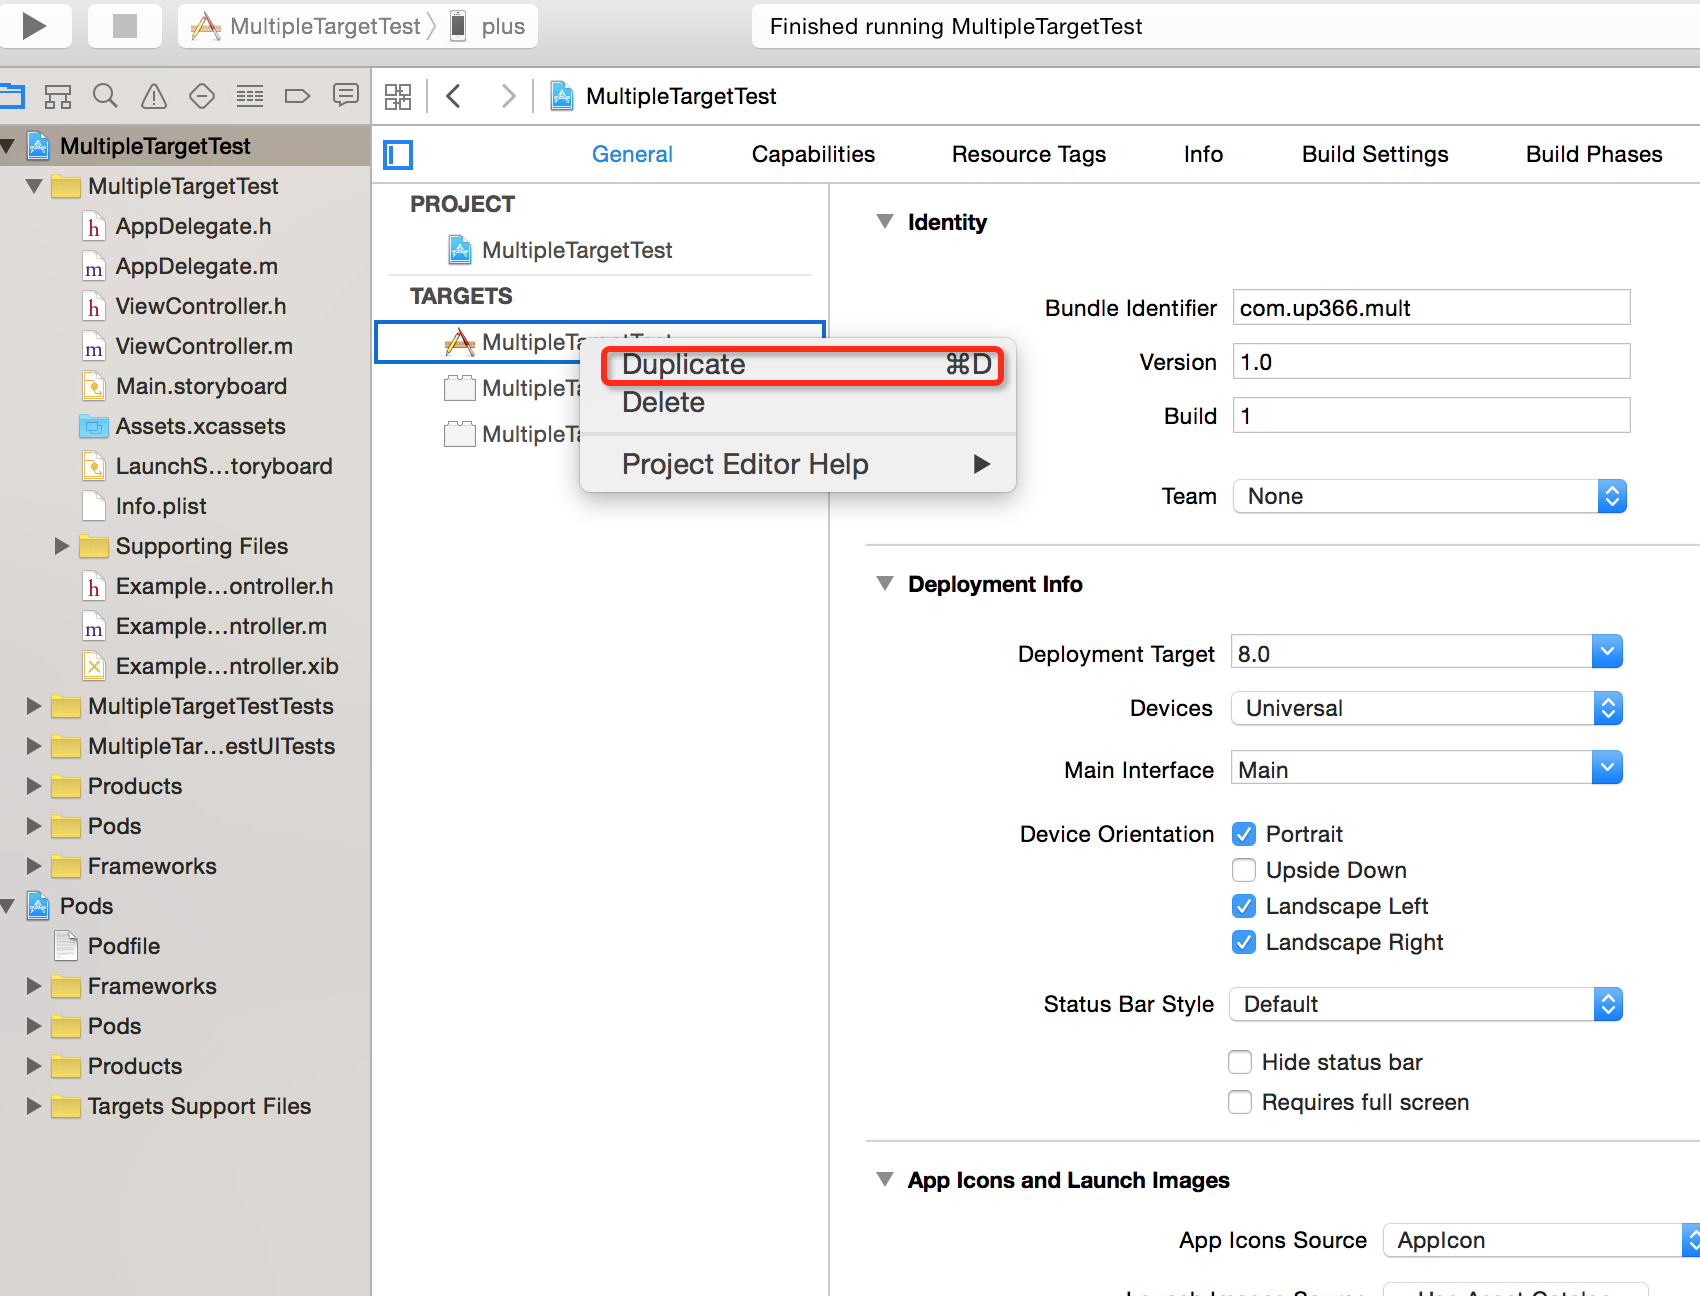 MultipleTargetTest
plus
Finished running MultipleTargetTest
MultipleTargetTest
MultipleTargetTest
MultipleTargetTest
AppDelegate.h
AppDelegate.m
ViewController.h
ViewController.m
Main.storyboard
Assets.xcassets
LaunchS...toryboard
Info.plist
Supporting Files
Example...ontroller.h
Example...ntroller.m
Example...ntroller.xib
MultipleTargetTestTests
MultipleTar...estUITests
Products
Pods
Frameworks
Pods
Podfile
Frameworks
Pods
Products
Targets Support Files
General
Capabilities
Resource Tags
Info
Build Settings
Build Phases
PROJECT
MultipleTargetTest
TARGETS
Duplicate ⌘D
Delete
Project Editor Help
Identity
Bundle Identifier com.up366.mult
Version 1.0
Build 1
Team None
Deployment Info
Deployment Target 8.0
Devices Universal
Main Interface Main
Device Orientation Portrait
Upside Down
Landscape Left
Landscape Right
Status Bar Style Default
Hide status bar
Requires full screen
App Icons and Launch Images
App Icons Source AppIcon